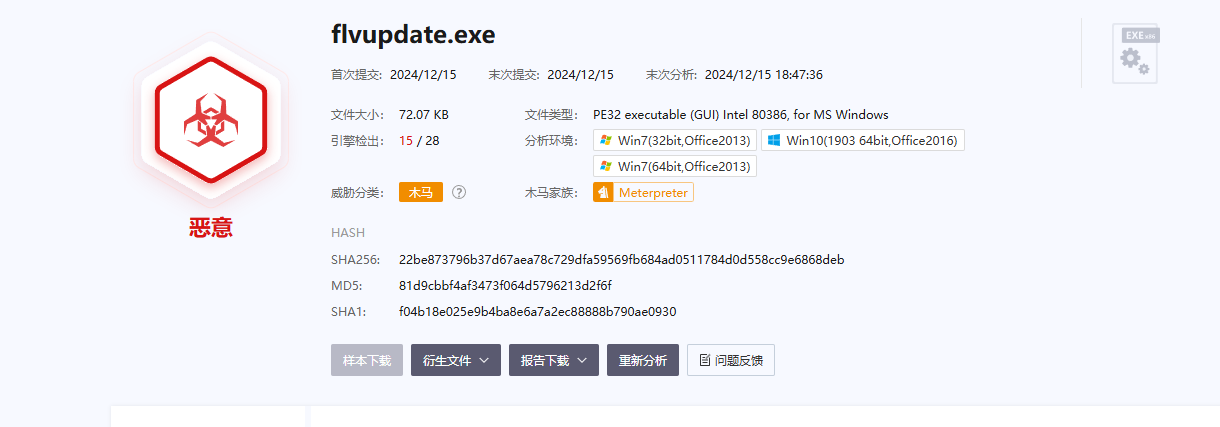 flvupdate.exe
EXE x86
首次提交: 2024/12/15 末次提交: 2024/12/15 末次分析: 2024/12/15 18:47:36
文件大小: 72.07 KB 文件类型: PE32 executable (GUI) Intel 80386, for MS Windows
引擎检出: 15 / 28 分析环境: Win7(32bit,Office2013) Win10(1903 64bit,Office2016)
Win7(64bit,Office2013)
威胁分类: 木马 ? 木马家族: Meterpreter
恶意
HASH
SHA256: 22be873796b37d67aea78c729dfa59569fb684ad0511784d0d558cc9e6868deb
MD5: 81d9cbbf4af3473f064d5796213d2f6f
SHA1: f04b18e025e9b4ba8e6a7a2ec88888b790ae0930
样本下载 衍生文件 报告下载 重新分析 问题反馈